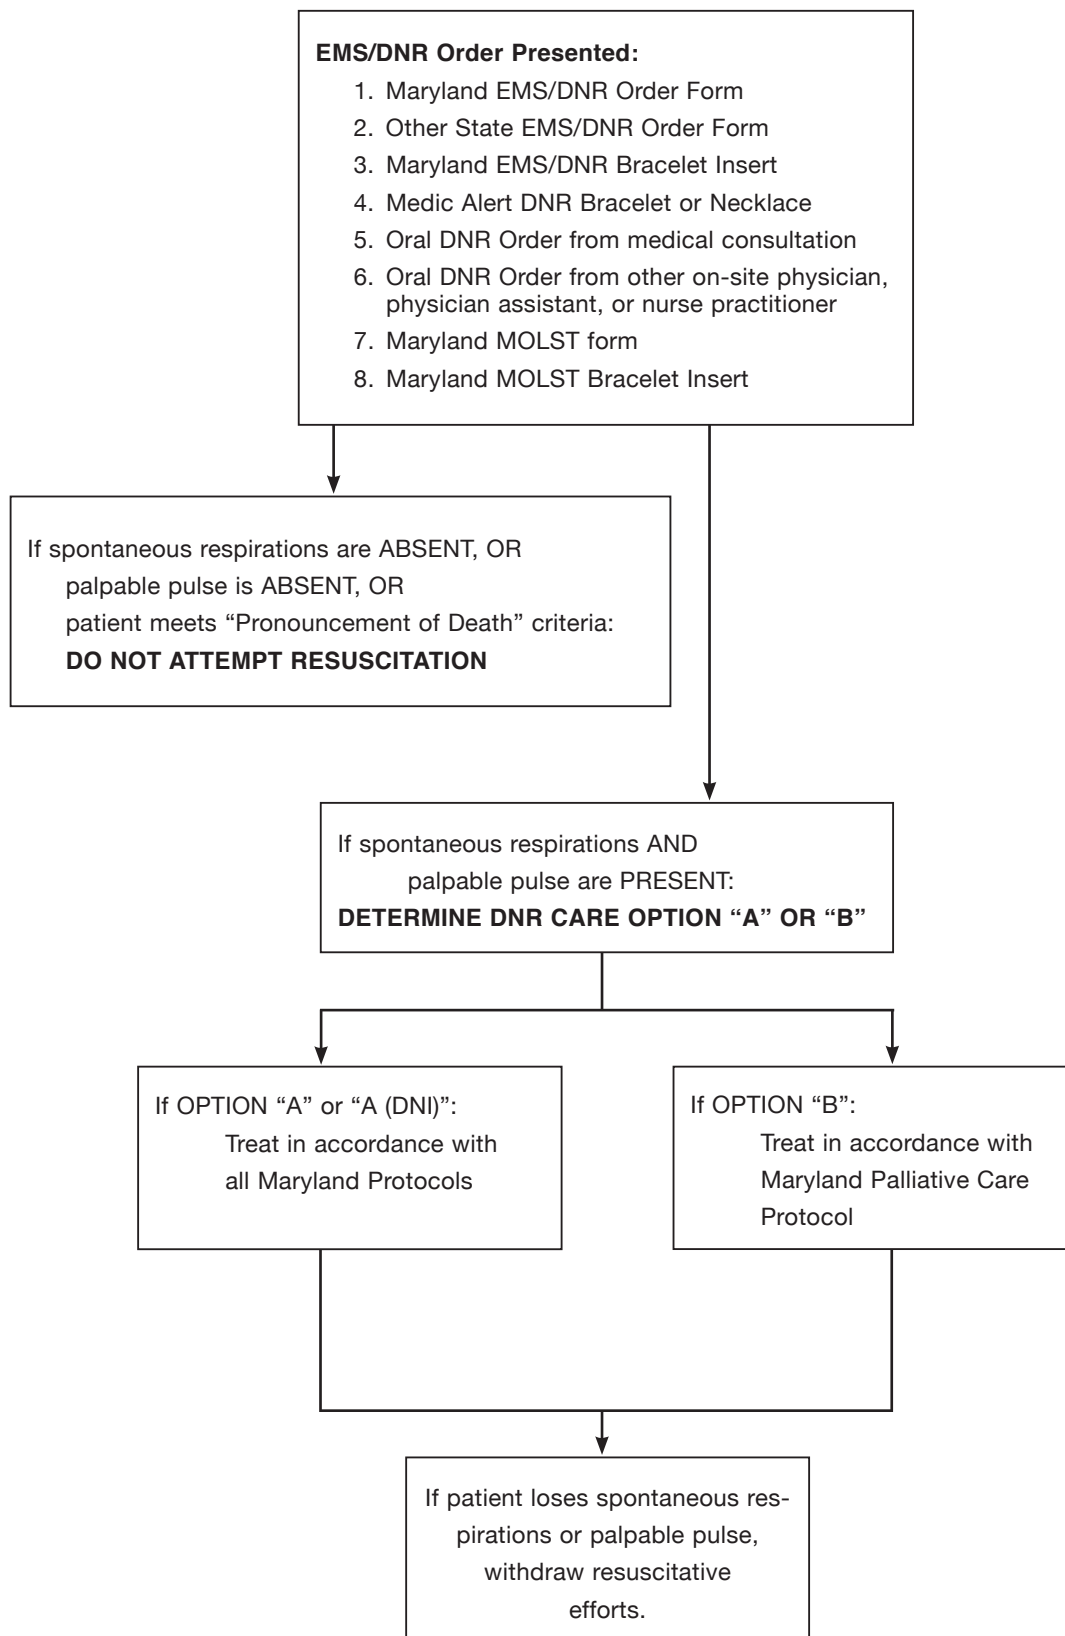 EMS/DNR Order Presented:
1. Maryland EMS/DNR Order Form
2. Other State EMS/DNR Order Form
3. Maryland EMS/DNR Bracelet Insert
4. Medic Alert DNR Bracelet or Necklace
5. Oral DNR Order from medical consultation
6. Oral DNR Order from other on-site physician,
physician assistant, or nurse practitioner
7. Maryland MOLST form
8. Maryland MOLST Bracelet Insert
If spontaneous respirations are ABSENT, OR
palpable pulse is ABSENT, OR
patient meets “Pronouncement of Death” criteria:
DO NOT ATTEMPT RESUSCITATION
If spontaneous respirations AND
palpable pulse are PRESENT:
DETERMINE DNR CARE OPTION “A” OR “B”
If OPTION “A” or “A (DNI)”:
Treat in accordance with
all Maryland Protocols
If OPTION “B”:
Treat in accordance with
Maryland Palliative Care
Protocol
If patient loses spontaneous res-
pirations or palpable pulse,
withdraw resuscitative
efforts.